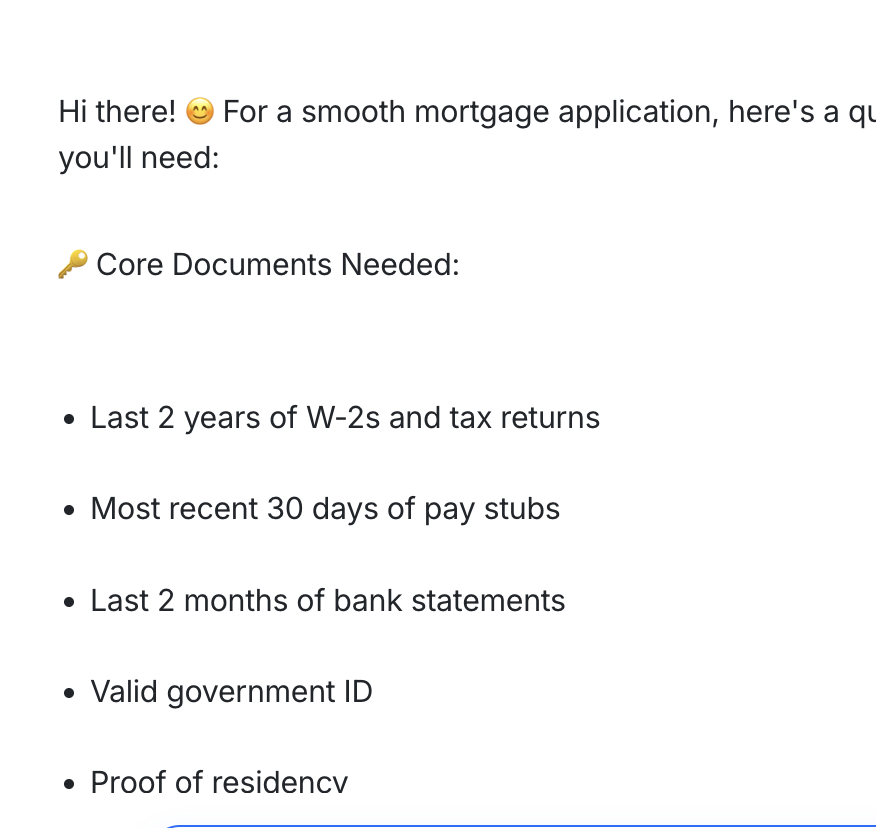 Hi there! 😊 For a smooth mortgage application, here's a
you'll need:
🔑 Core Documents Needed:
• Last 2 years of W-2s and tax returns
• Most recent 30 days of pay stubs
• Last 2 months of bank statements
• Valid government ID
• Proof of residency